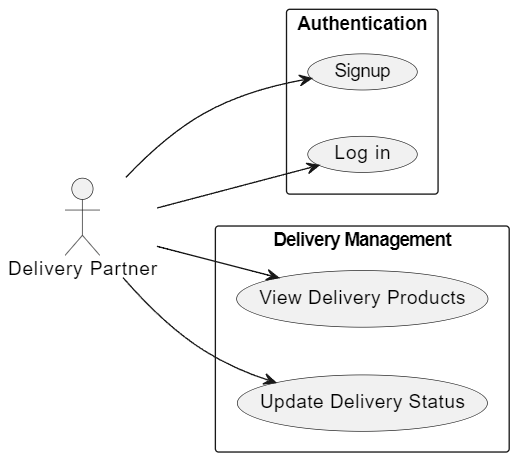 Authentication
Signup
Log in
Delivery Partner
Delivery Management
View Delivery Products
Update Delivery Status